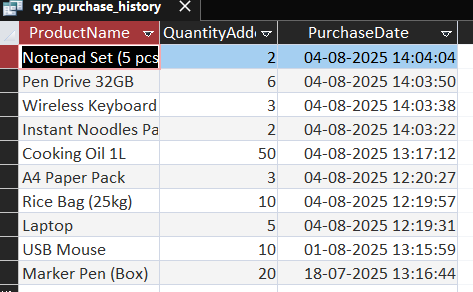 qry_purchase_history
ProductName QuantityAdde PurchaseDate
Notepad Set (5 pcs 2 04-08-2025 14:04:04
Pen Drive 32GB 6 04-08-2025 14:03:50
Wireless Keyboard 3 04-08-2025 14:03:38
Instant Noodles Pa 2 04-08-2025 14:03:22
Cooking Oil 1L 50 04-08-2025 13:17:12
A4 Paper Pack 3 04-08-2025 12:20:27
Rice Bag (25kg) 10 04-08-2025 12:19:57
Laptop 5 04-08-2025 12:19:31
USB Mouse 10 01-08-2025 13:15:59
Marker Pen (Box) 20 18-07-2025 13:16:44